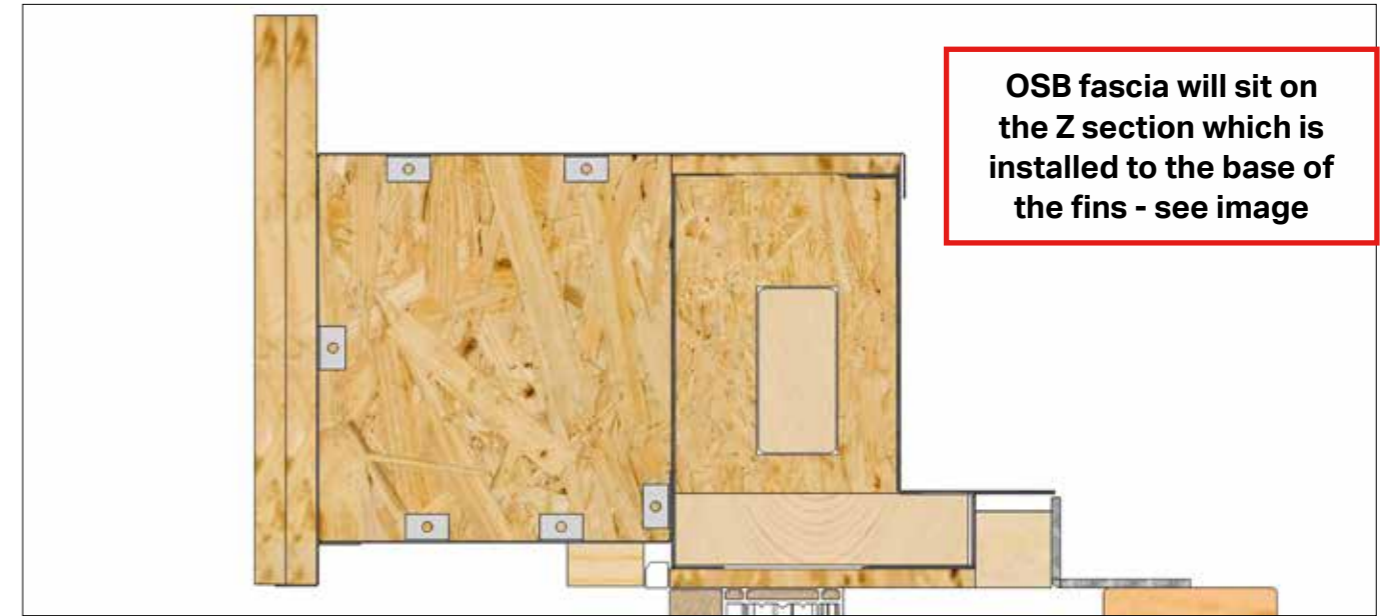 OSB fascia will sit on
the Z section which is
installed to the base of
the fins - see image